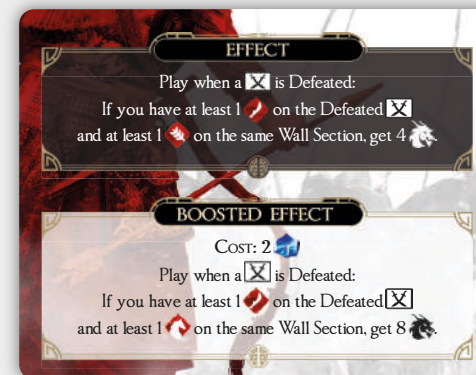 EFFECT
Play when a is Defeated:
If you have at least 1 on the Defeated
and at least 1 on the same Wall Section, get 4 .
BOOSTED EFFECT
COST: 2
Play when a is Defeated:
If you have at least 1 on the Defeated
and at least 1 on the same Wall Section, get 8 .